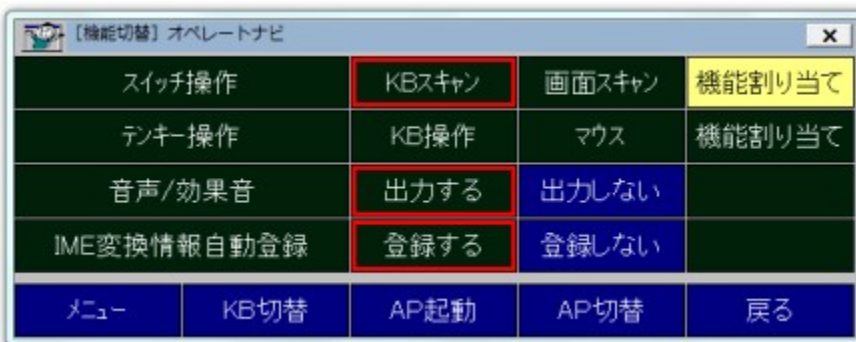 [機能切替] オペレートナビ
スイッチ操作 KBスキャン 画面スキャン 機能割り当て
テンキー操作 KB操作 マウス 機能割り当て
音声/効果音 出力する 出力しない
IME変換情報自動登録 登録する 登録しない
メニュー KB切替 AP起動 AP切替 戻る